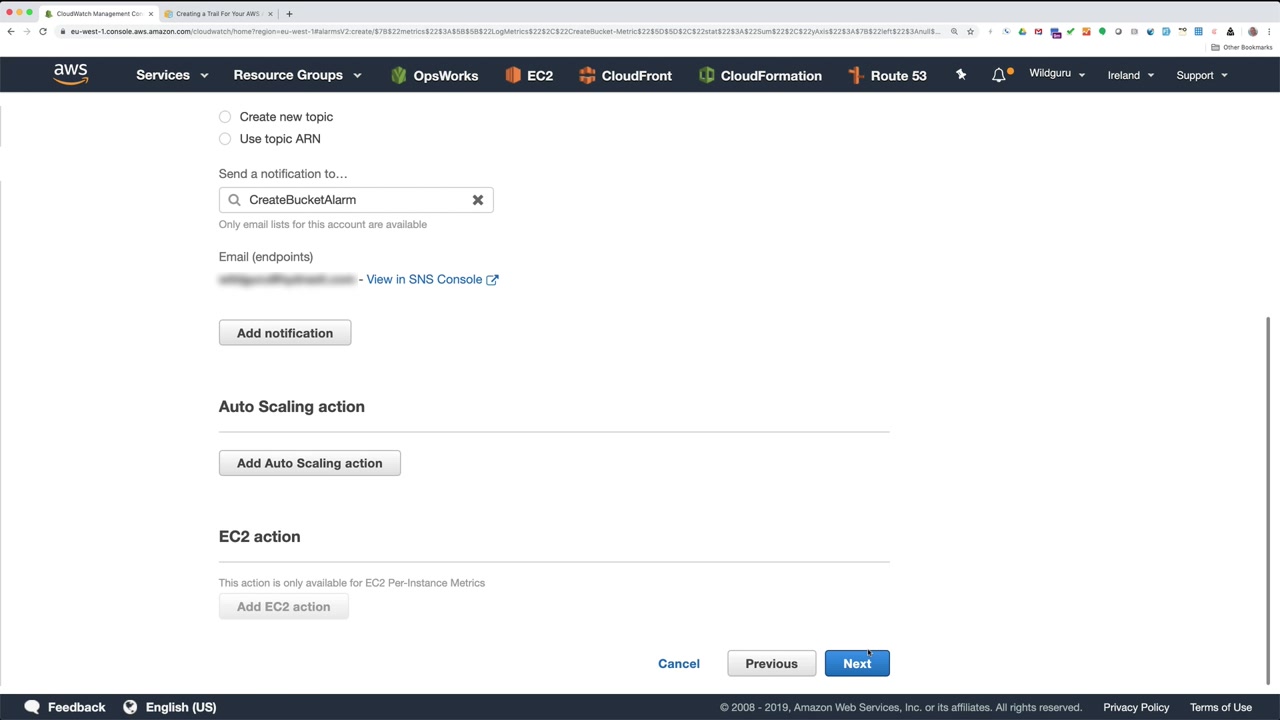 CloudWatch Management Con
Creating a Trail For Your AWS
eu-west-1.console.aws.amazon.com/cloudwatch/home?region=eu-west-1#alarmsV2:create/$7B$22metrics$22$3A$5B$5B$22LogMetrics$22$2C$22CreateBucket-Metric$22$5D$5D$2C$22stat$22$3A$22Sum$22$2C$22yAxis$22$3A$7B$22left$22$3Anull$...
Other Bookmarks
aws
Services
Resource Groups
OpsWorks
EC2
CloudFront
CloudFormation
Route 53
Wildguru
Ireland
Support
Create new topic
Use topic ARN
Send a notification to…
CreateBucketAlarm
Only email lists for this account are available
Email (endpoints)
- View in SNS Console
Add notification
Auto Scaling action
Add Auto Scaling action
EC2 action
This action is only available for EC2 Per-Instance Metrics
Add EC2 action
Cancel
Previous
Next
Feedback
English (US)
© 2008 - 2019, Amazon Web Services, Inc. or its affiliates. All rights reserved.
Privacy Policy
Terms of Use